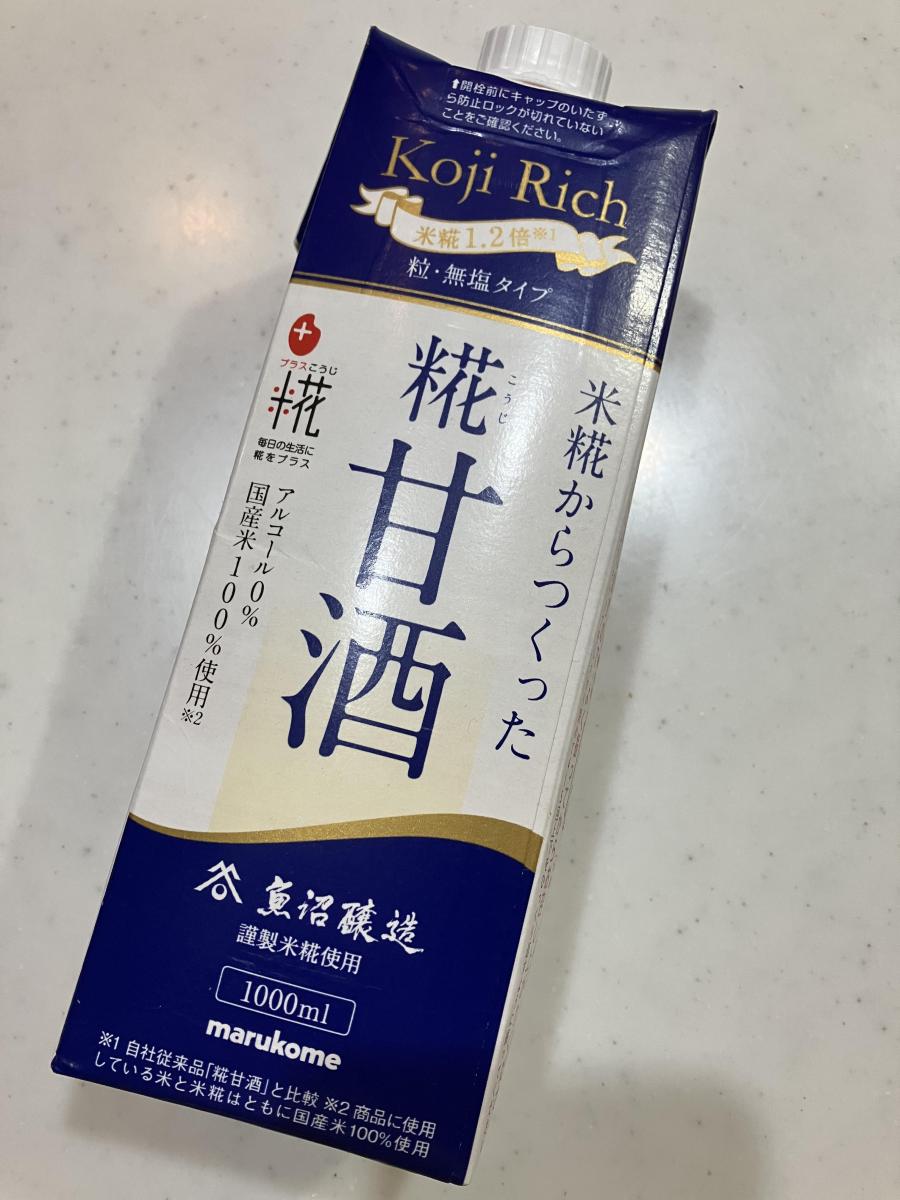 ⬆開栓前にキャップのいたず
ら防止ロックが切れていない
ことをご確認ください。
Koji Rich
米糀1.2倍※1
粒・無塩タイプ
プラスこうじ
糀
毎日の生活に
糀をプラス
米糀からつくった
糀甘酒
こうじ
アルコール0%
国産米100%使用※2
魚沼醸造
謹製米糀使用
1000ml
marukome
※1 自社従来品「糀甘酒」と比較 ※2 商品に使用
している米と米糀はともに国産米100%使用